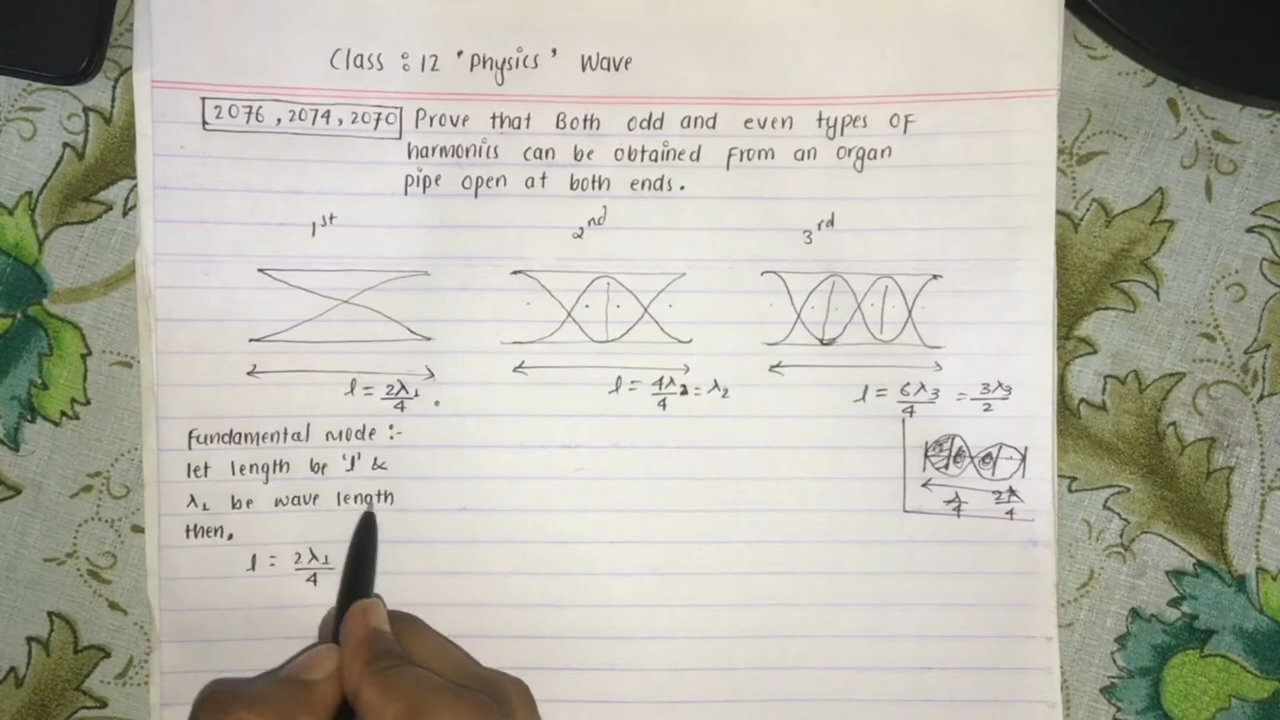 Class : 12 'Physics' Wave
2076, 2074, 2070 Prove that Both odd and even types of
harmonics can be obtained from an organ
pipe open at both ends.
1st 2nd 3rd
l = 2λ₁/4 . l = 4λ₂/4 = λ₂ l = 6λ₃/4 = 3λ₃/2
Fundamental mode :-
let length be 'l' &
λ₁ be wave length
then,
l = 2λ₁/4
λ/4 2λ/4